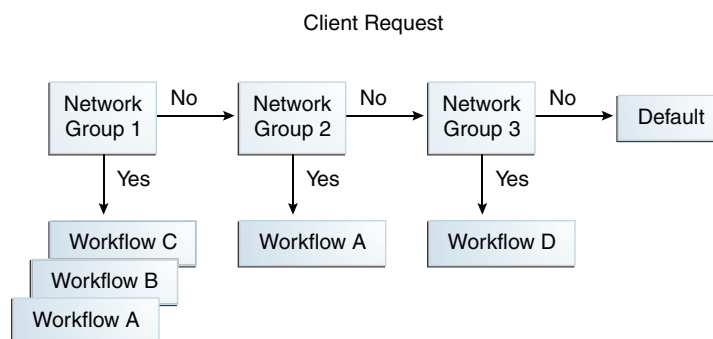 Client Request
Network
Group 1
No
Network
Group 2
No
Network
Group 3
No
Default
Yes
Yes
Yes
Workflow C
Workflow A
Workflow D
Workflow B
Workflow A